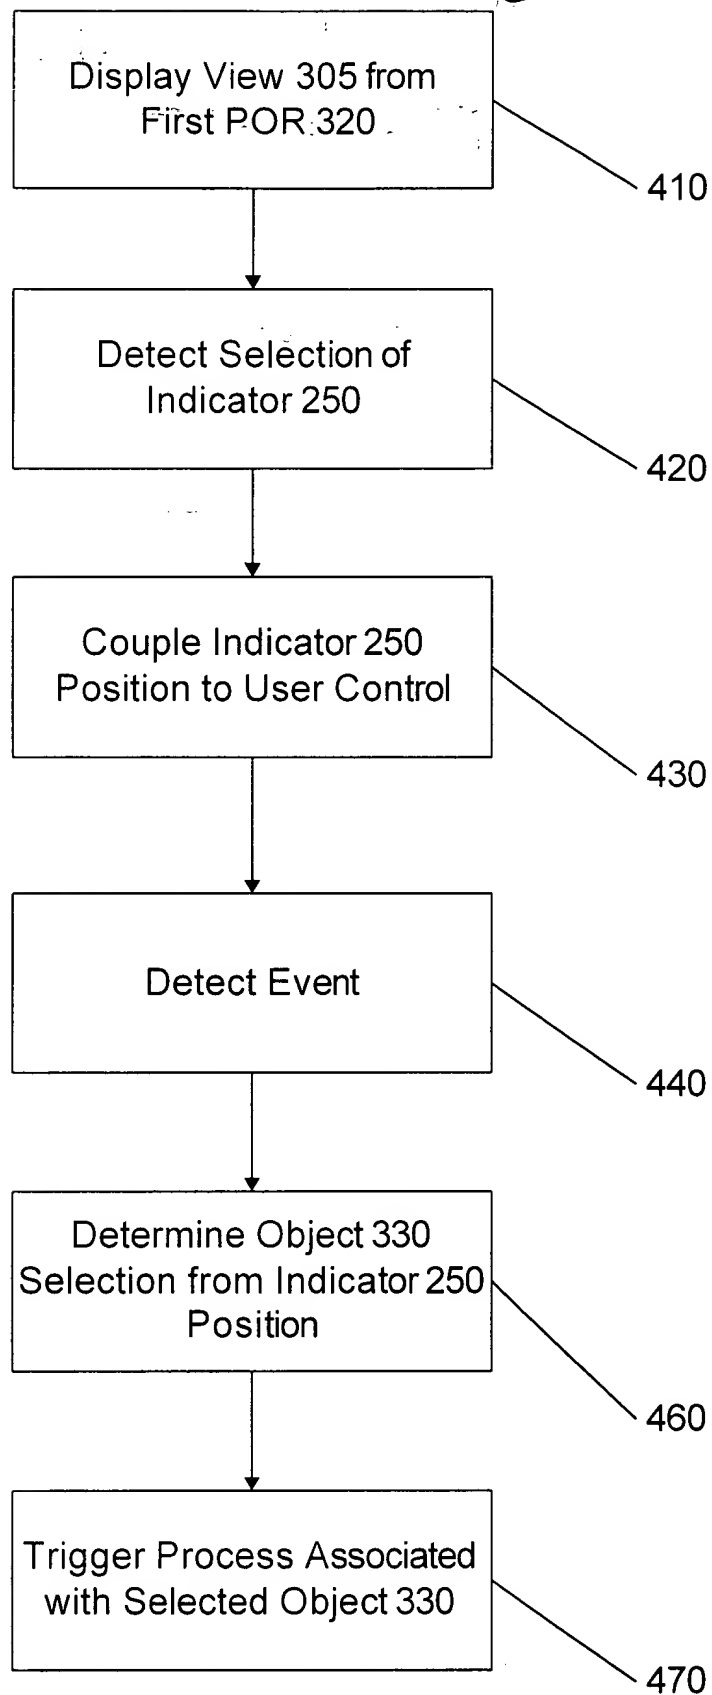 Display View 305 from
First POR 320
410
Detect Selection of
Indicator 250
420
Couple Indicator 250
Position to User Control
430
Detect Event
440
Determine Object 330
Selection from Indicator 250
Position
460
Trigger Process Associated
with Selected Object 330
470